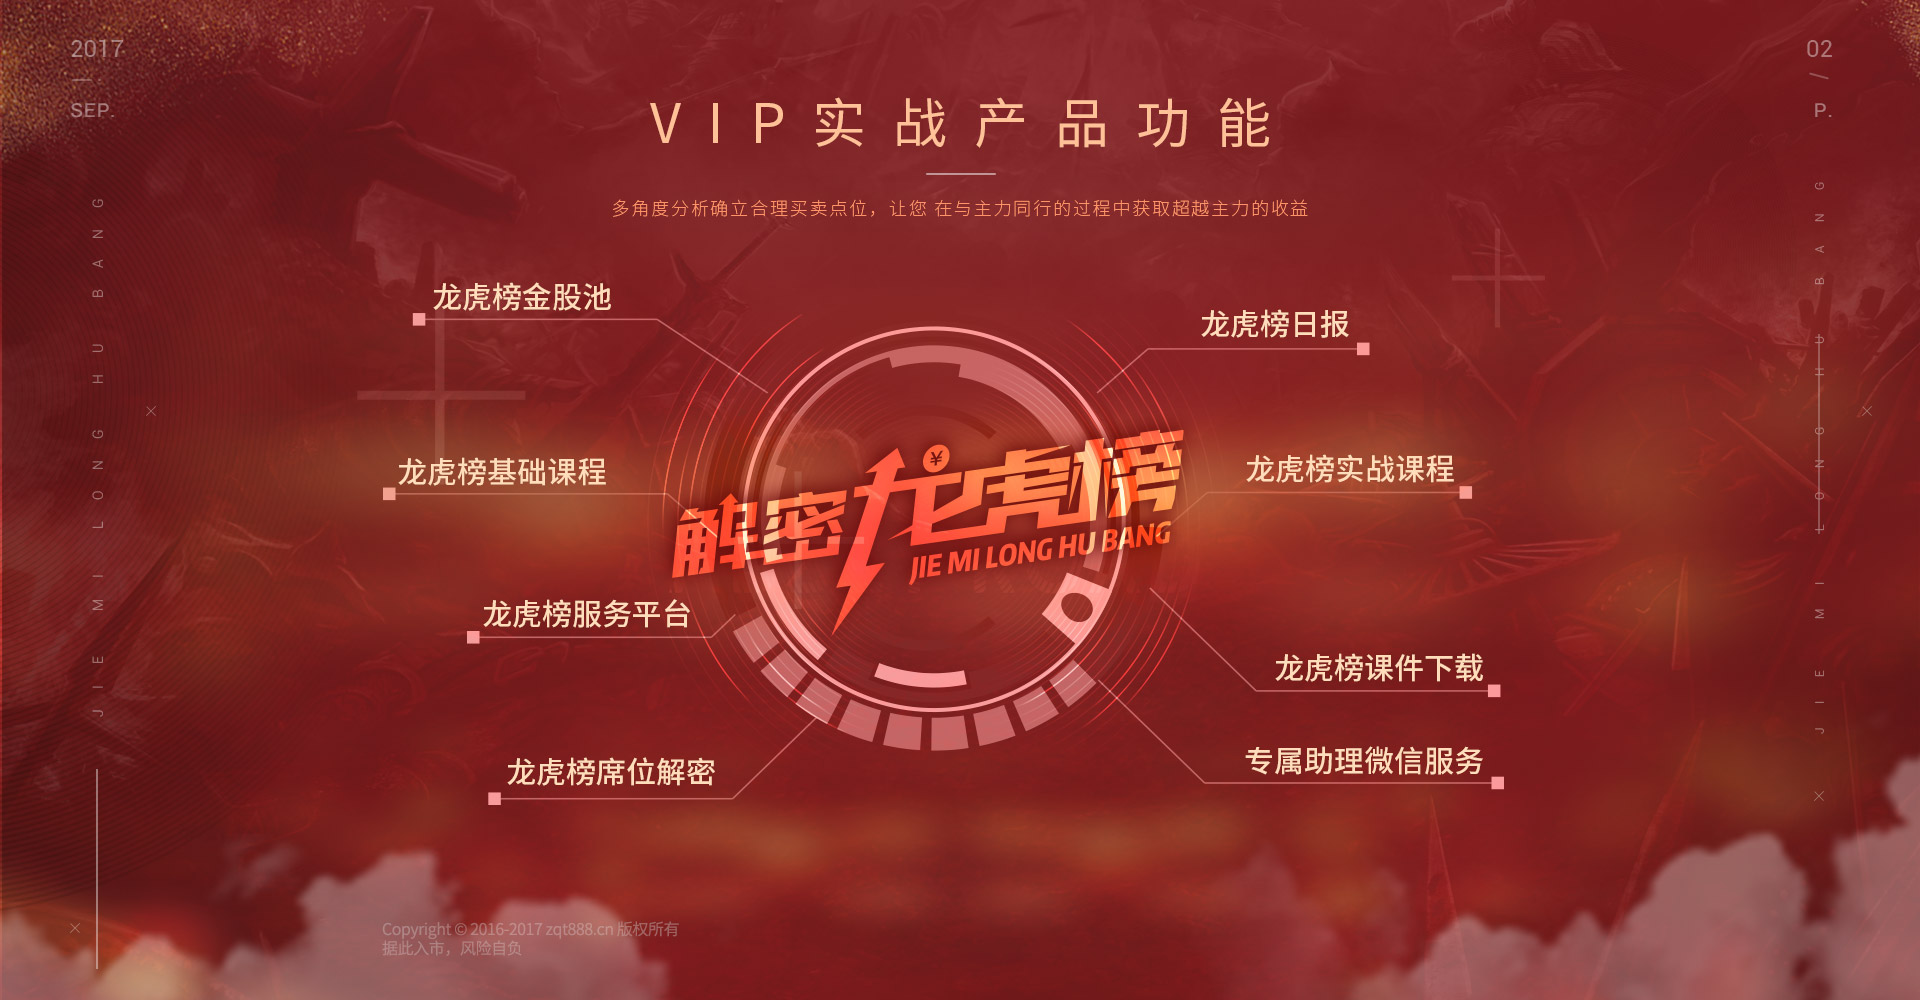 2017
SEP.
02
P.
VIP实战产品功能
多角度分析确立合理买卖点位，让您 在与主力同行的过程中获取超越主力的收益
龙虎榜金股池
龙虎榜日报
龙虎榜基础课程
龙虎榜实战课程
解密龙虎榜
JIE MI LONG HU BANG
龙虎榜服务平台
龙虎榜课件下载
龙虎榜席位解密
专属助理微信服务
JIE MI LONG HU BANG
JIE MI LONG HU BANG
Copyright © 2016-2017 zqt888.cn 版权所有
据此入市，风险自负